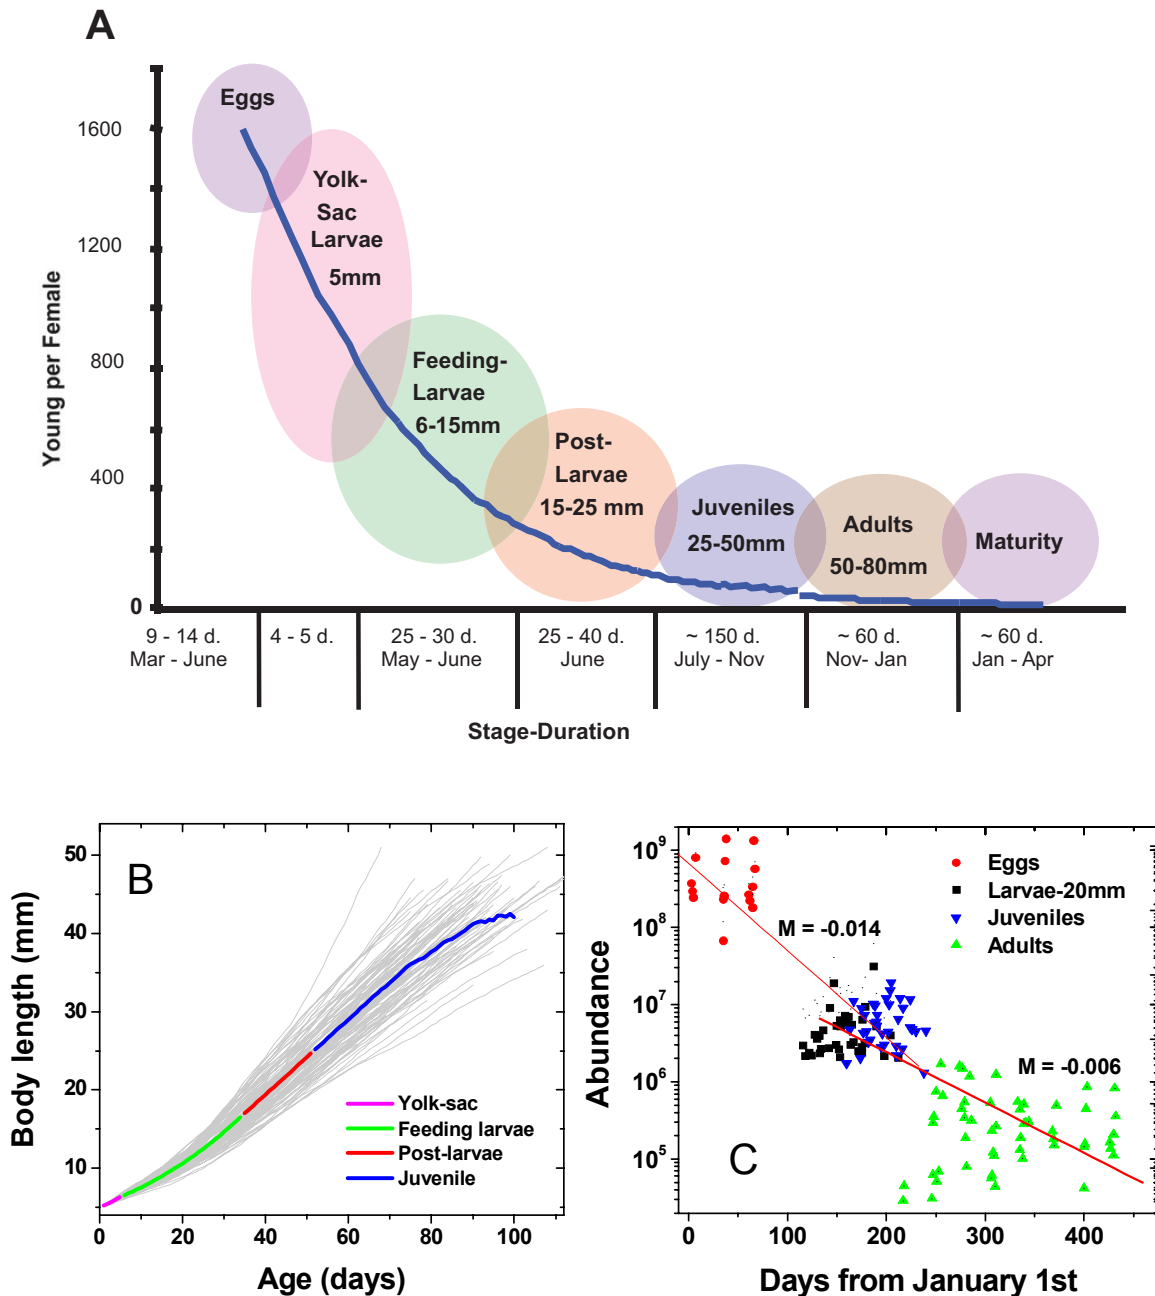 A
Eggs
1600
Yolk-
Sac
Larvae
5mm
1200
Young per Female
800
Feeding-
Larvae
6-15mm
Post-
Larvae
15-25 mm
400
Juveniles
25-50mm
Adults
50-80mm
Maturity
0
9 - 14 d.
Mar - June
4 - 5 d.
25 - 30 d.
May - June
25 - 40 d.
June
~ 150 d.
July - Nov
~ 60 d.
Nov- Jan
~ 60 d.
Jan - Apr
Stage-Duration
B
Body length (mm)
50
40
30
20
10
Yolk-sac
Feeding larvae
Post-larvae
Juvenile
0 20 40 60 80 100
Age (days)
C
Abundance
10⁹
10⁸
10⁷
10⁶
10⁵
Eggs
Larvae-20mm
Juveniles
Adults
M = -0.014
M = -0.006
0 100 200 300 400
Days from January 1st